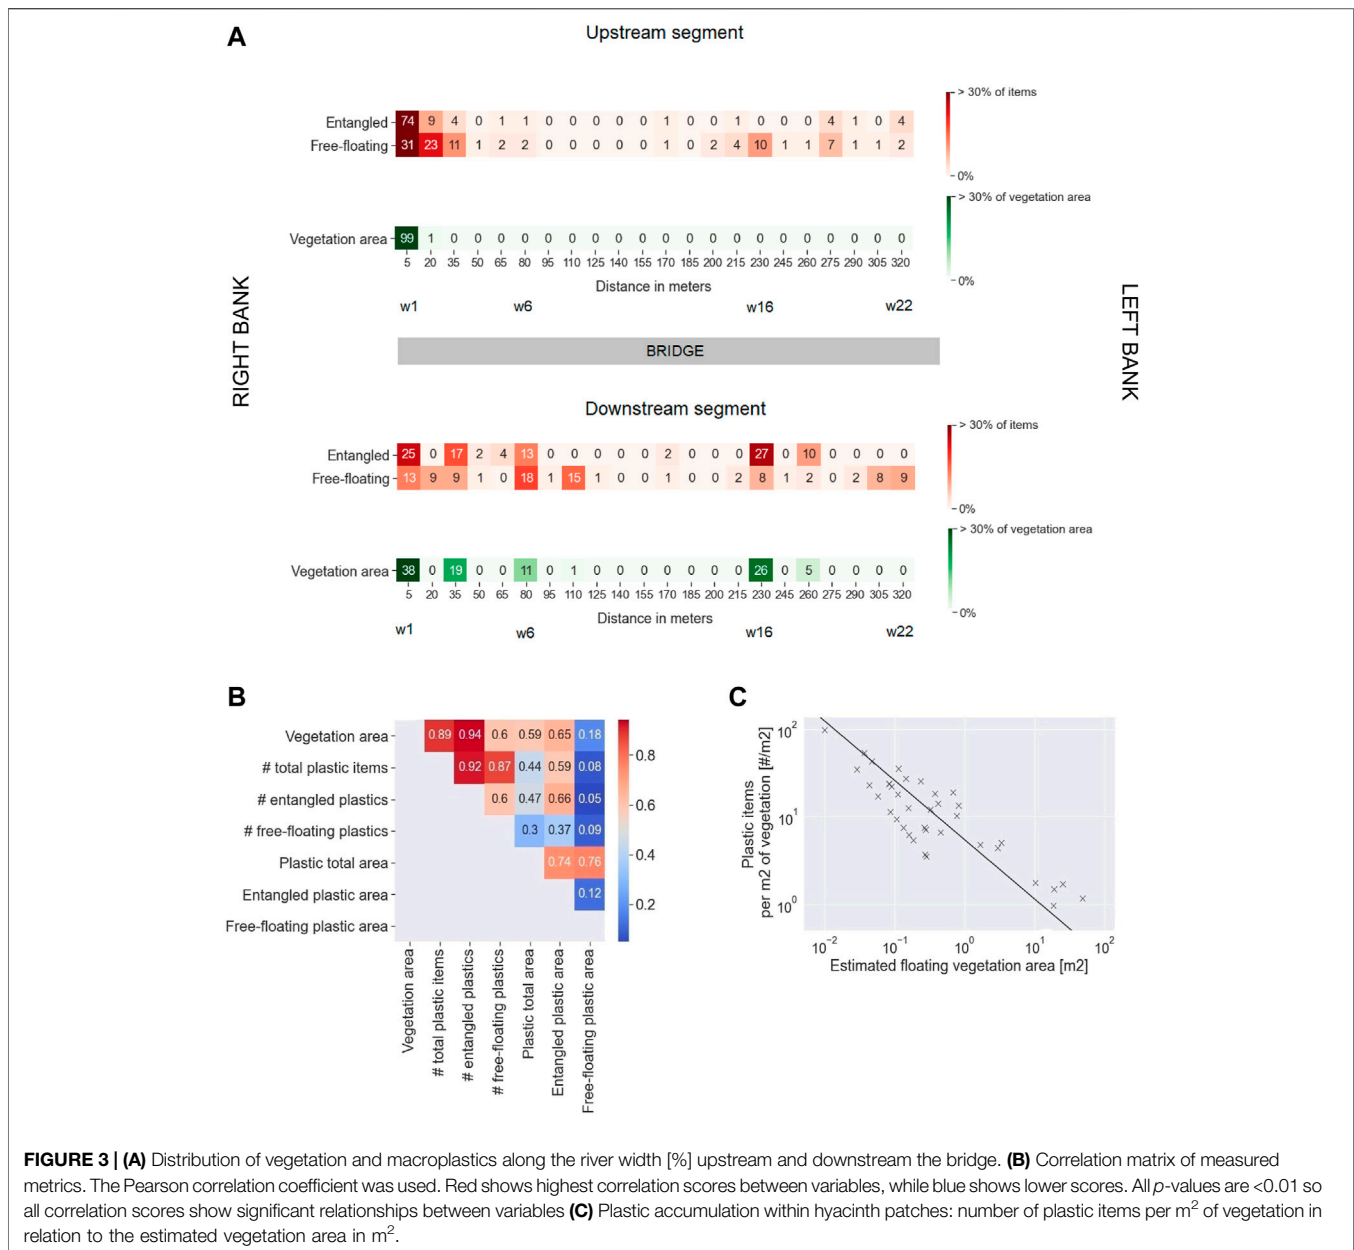 A
Upstream segment
Entangled 74 9 4 0 1 1 0 0 0 0 0 1 0 0 1 0 0 0 4 1 0 4
Free-floating 31 23 11 1 2 2 0 0 0 0 0 1 0 2 4 10 1 1 7 1 1 2
> 30% of items
0%
Vegetation area 99 1 0 0 0 0 0 0 0 0 0 0 0 0 0 0 0 0 0 0 0 0
5 20 35 50 65 80 95 110 125 140 155 170 185 200 215 230 245 260 275 290 305 320
> 30% of vegetation area
0%
Distance in meters
w1 w6 w16 w22
RIGHT BANK
LEFT BANK
BRIDGE
Downstream segment
Entangled 25 0 17 2 4 13 0 0 0 0 0 2 0 0 0 27 0 10 0 0 0 0
Free-floating 13 9 9 1 0 18 1 15 1 0 0 1 0 0 2 8 1 2 0 2 8 9
> 30% of items
0%
Vegetation area 38 0 19 0 0 11 0 1 0 0 0 0 0 0 0 26 0 5 0 0 0 0
5 20 35 50 65 80 95 110 125 140 155 170 185 200 215 230 245 260 275 290 305 320
> 30% of vegetation area
0%
Distance in meters
w1 w6 w16 w22
B
Vegetation area 0.89 0.94 0.6 0.59 0.65 0.18
# total plastic items 0.92 0.87 0.44 0.59 0.08
# entangled plastics 0.6 0.47 0.66 0.05
# free-floating plastics 0.3 0.37 0.09
Plastic total area 0.74 0.76
Entangled plastic area 0.12
Free-floating plastic area
Vegetation area
# total plastic items
# entangled plastics
# free-floating plastics
Plastic total area
Entangled plastic area
Free-floating plastic area
0.8
0.6
0.4
0.2
C
Plastic items
per m2 of vegetation [#/m2]
10²
10¹
10⁰
10⁻² 10⁻¹ 10⁰ 10¹ 10²
Estimated floating vegetation area [m2]
FIGURE 3 | (A) Distribution of vegetation and macroplastics along the river width [%] upstream and downstream the bridge. (B) Correlation matrix of measured
metrics. The Pearson correlation coefficient was used. Red shows highest correlation scores between variables, while blue shows lower scores. All p-values are <0.01 so
all correlation scores show significant relationships between variables (C) Plastic accumulation within hyacinth patches: number of plastic items per m² of vegetation in
relation to the estimated vegetation area in m².